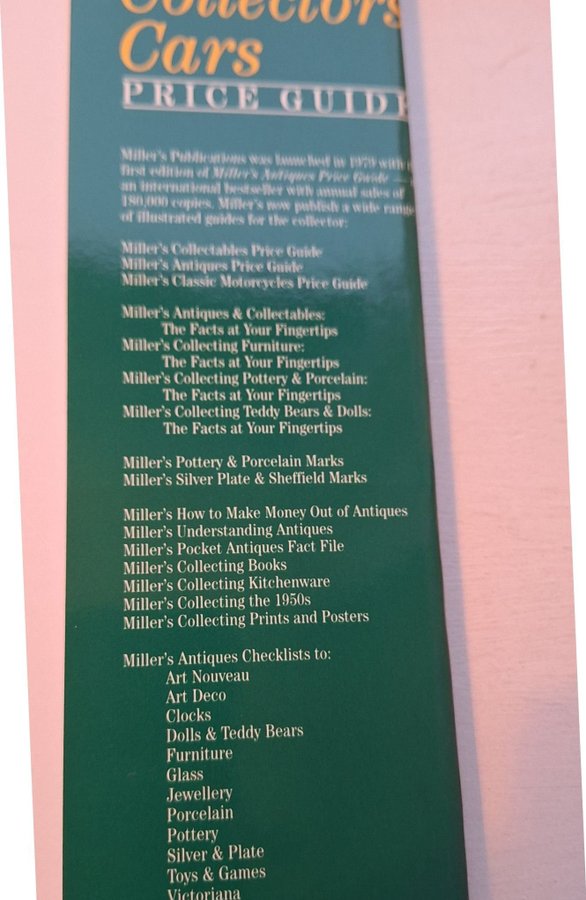 Collectors
Cars
PRICE GUIDE
Miller's Publications was launched in 1979 with
first edition of Miller's Antiques Price Guide —
an international bestseller with annual sales of
180,000 copies. Miller's now publish a wide range
of illustrated guides for the collector:
Miller's Collectables Price Guide
Miller's Antiques Price Guide
Miller's Classic Motorcycles Price Guide
Miller's Antiques & Collectables:
The Facts at Your Fingertips
Miller's Collecting Furniture:
The Facts at Your Fingertips
Miller's Collecting Pottery & Porcelain:
The Facts at Your Fingertips
Miller's Collecting Teddy Bears & Dolls:
The Facts at Your Fingertips
Miller's Pottery & Porcelain Marks
Miller's Silver Plate & Sheffield Marks
Miller's How to Make Money Out of Antiques
Miller's Understanding Antiques
Miller's Pocket Antiques Fact File
Miller's Collecting Books
Miller's Collecting Kitchenware
Miller's Collecting the 1950s
Miller's Collecting Prints and Posters
Miller's Antiques Checklists to:
Art Nouveau
Art Deco
Clocks
Dolls & Teddy Bears
Furniture
Glass
Jewellery
Porcelain
Pottery
Silver & Plate
Toys & Games
Victoriana